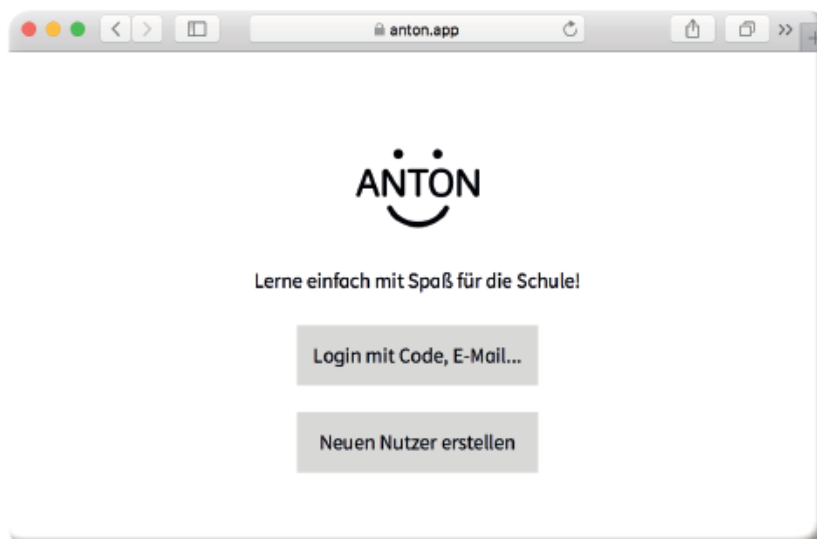 anton.app
ANTON
Lerne einfach mit Spaß für die Schule!
Login mit Code, E-Mail...
Neuen Nutzer erstellen